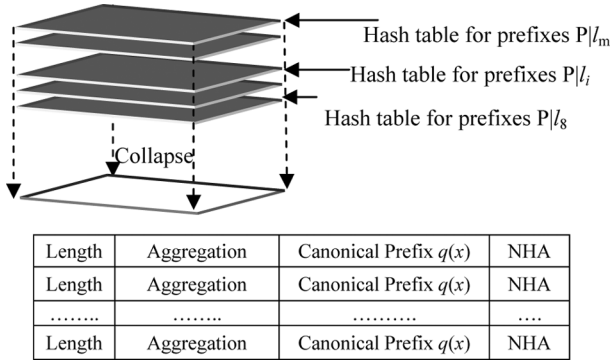 Hash table for prefixes P|lm
Hash table for prefixes P|li
Hash table for prefixes P|l8
Collapse
Length Aggregation Canonical Prefix q(x) NHA
Length Aggregation Canonical Prefix q(x) NHA
…….. …….. ………. ….
Length Aggregation Canonical Prefix q(x) NHA